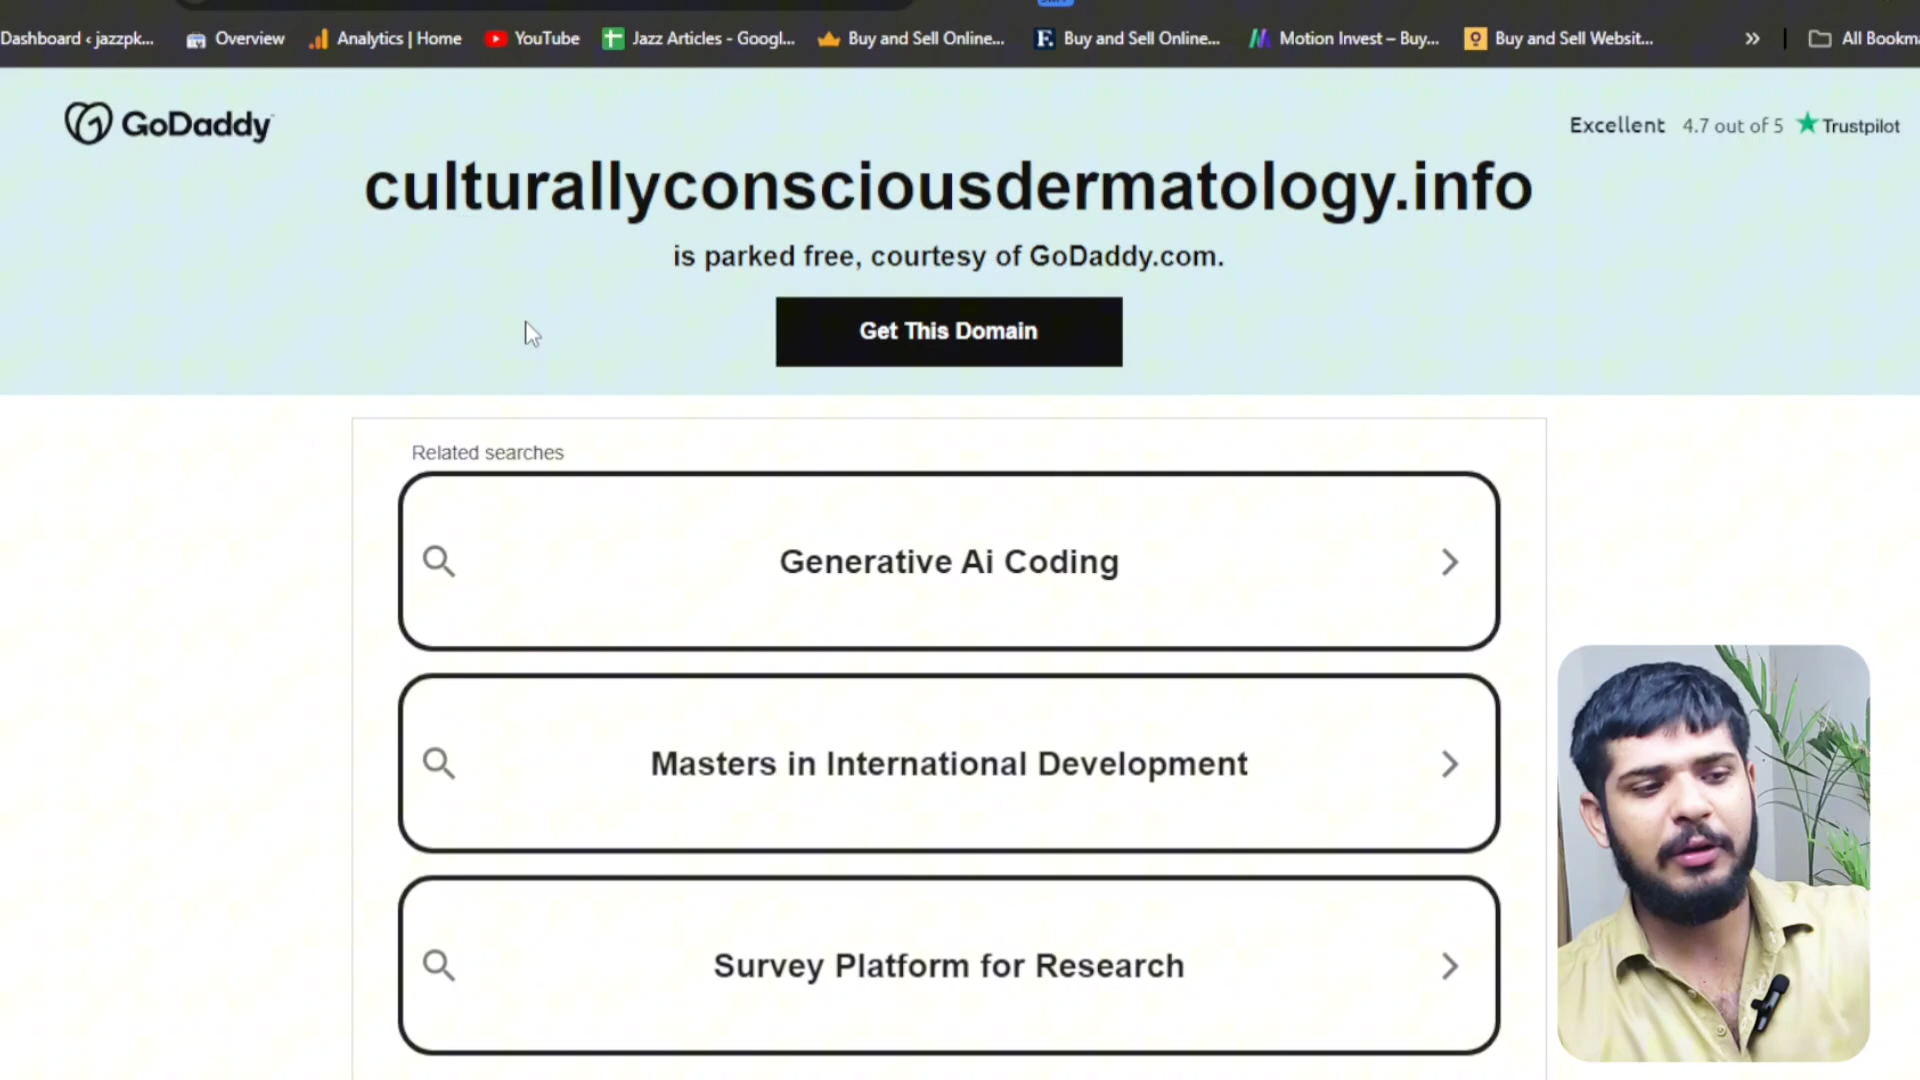 Dashboard ‹ jazzpk...
Overview
Analytics | Home
YouTube
Jazz Articles - Googl...
Buy and Sell Online...
Buy and Sell Online...
Motion Invest – Buy...
Buy and Sell Websit...
All Bookma
GoDaddy
Excellent 4.7 out of 5 Trustpilot
culturallyconsciousdermatology.info
is parked free, courtesy of GoDaddy.com.
Get This Domain
Related searches
Generative Ai Coding
Masters in International Development
Survey Platform for Research